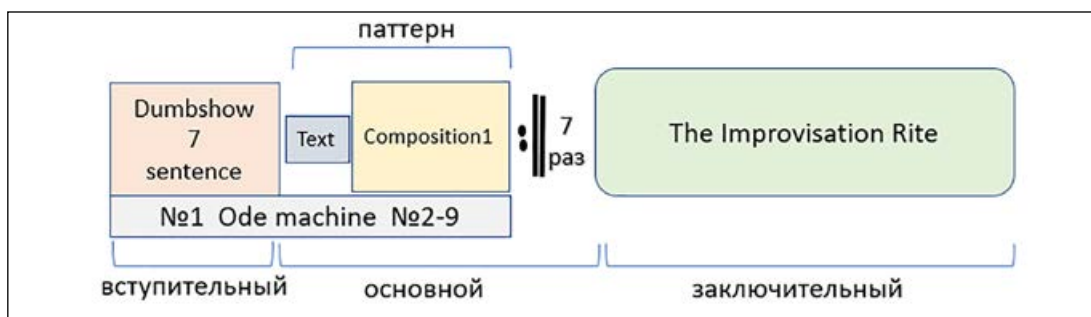 паттерн
Dumbshow
7
sentence
Text
Composition1
7
раз
The Improvisation Rite
№1 Ode machine №2-9
вступительный
основной
заключительный